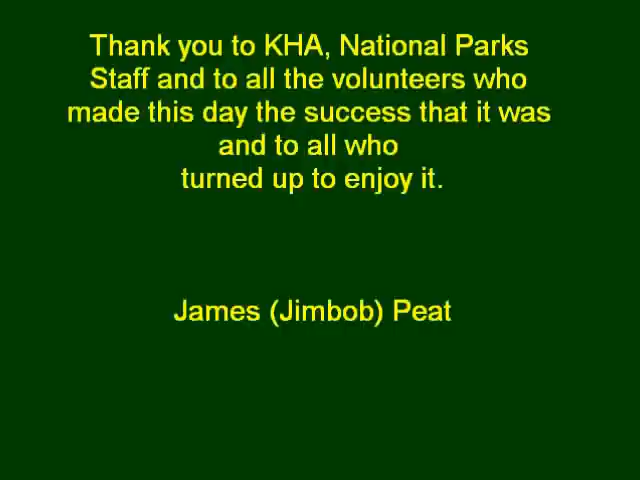 Thank you to KHA, National Parks
Staff and to all the volunteers who
made this day the success that it was
and to all who
turned up to enjoy it.
James (Jimbob) Peat